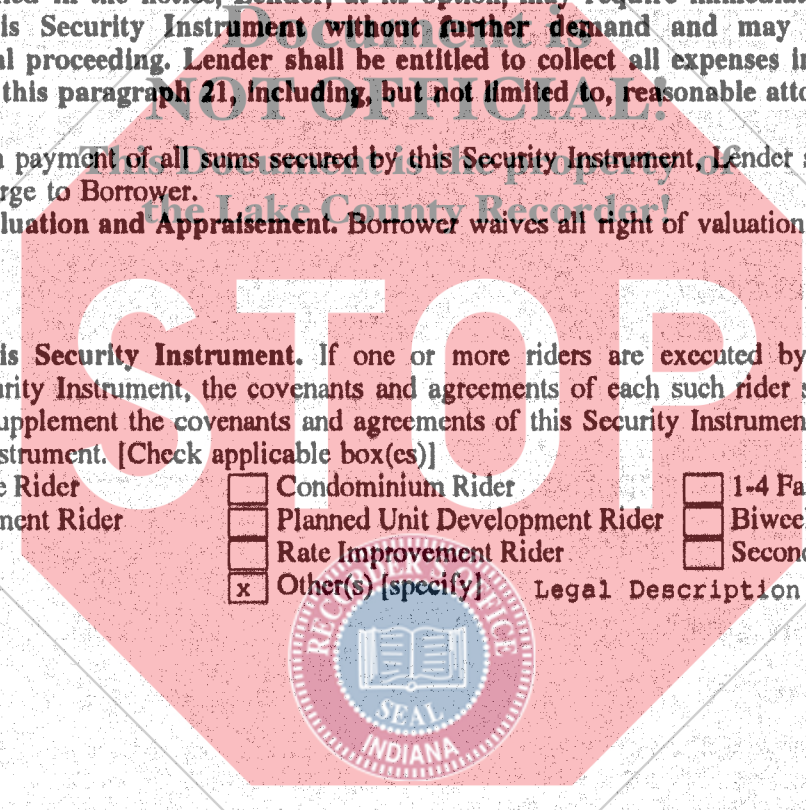 is Security Instrument without further demand and may
al proceeding. Lender shall be entitled to collect all expenses in
this paragraph 21, including, but not limited to, reasonable atto
payment of all sums secured by this Security Instrument, Lender s
rge to Borrower.
luation and Appraisement. Borrower waives all right of valuation
Document is
NOT OFFICIAL!
This Document is the property of
the Lake County Recorder!
STOP
is Security Instrument. If one or more riders are executed by
urity Instrument, the covenants and agreements of each such rider s
upplement the covenants and agreements of this Security Instrumen
strument. [Check applicable box(es)]
e Rider Condominium Rider 1-4 Fa
ment Rider Planned Unit Development Rider Biwee
Rate Improvement Rider Second
x Other(s) [specify] Legal Description
RECORDER'S OFFICE
SEAL
INDIANA